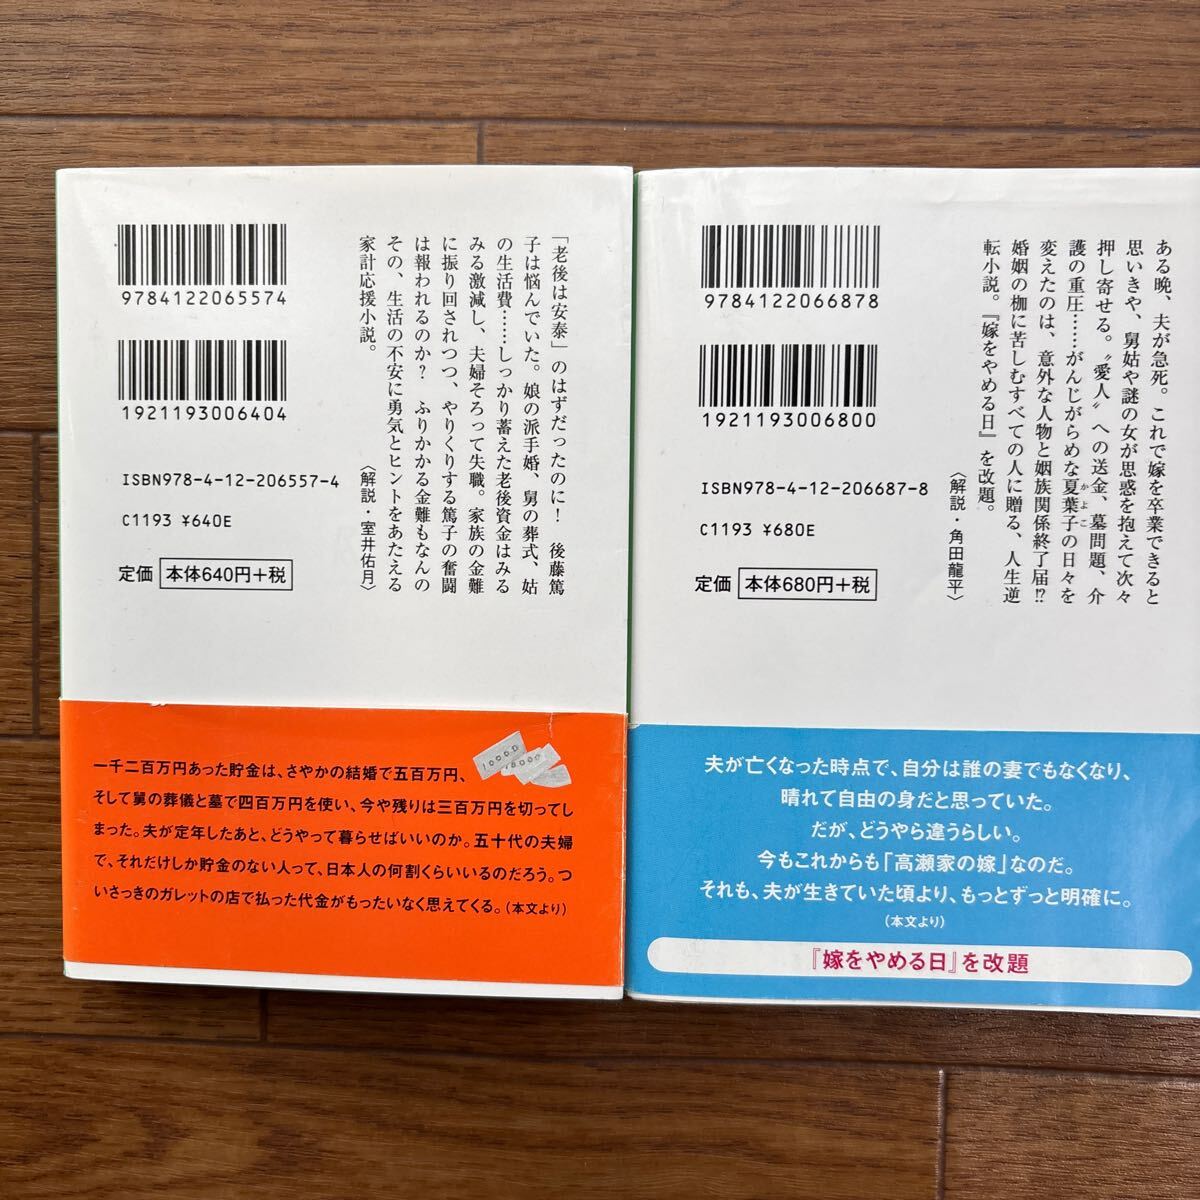 9784122065574
1921193006404
ISBN978-4-12-206557-4
C1193 ¥640E
定価 本体640円+税
「老後は安泰」のはずだったのに! 後藤篤
子は悩んでいた。娘の派手婚、舅の葬式、姑
の生活費……しっかり蓄えた老後資金はみる
みる激減し、夫婦そろって失職。家族の金難
に振り回されつつ、やりくりする篤子の奮闘
は報われるのか? ふりかかる金難もなんの
その、生活の不安に勇気とヒントをあたえる
家計応援小説。
〈解説・室井佑月〉
一千二百万円あった貯金は、さやかの結婚で五百万円、
そして舅の葬儀と墓で四百万円を使い、今や残りは三百万円を切ってし
まった。夫が定年したあと、どうやって暮らせばいいのか。五十代の夫婦
で、それだけしか貯金のない人って、日本人の何割くらいいるのだろう。つ
いさっきのガレットの店で払った代金がもったいなく思えてくる。(本文より)
9784122066878
1921193006800
ISBN978-4-12-206687-8
C1193 ¥680E
定価 本体680円+税
ある晩、夫が急死。これで嫁を卒業できると
思いきや、舅姑や謎の女が思惑を抱えて次々
押し寄せる。〝愛人〟への送金、墓問題、介
護の重圧……がんじがらめな夏葉子の日々を
かよこ
変えたのは、意外な人物と姻族関係終了届!?
婚姻の枷に苦しむすべての人に贈る、人生逆
転小説。『嫁をやめる日』を改題。
〈解説・角田龍平〉
夫が亡くなった時点で、自分は誰の妻でもなくなり、
晴れて自由の身だと思っていた。
だが、どうやら違うらしい。
今もこれからも「高瀬家の嫁」なのだ。
それも、夫が生きていた頃より、もっとずっと明確に。
(本文より)
『嫁をやめる日』を改題